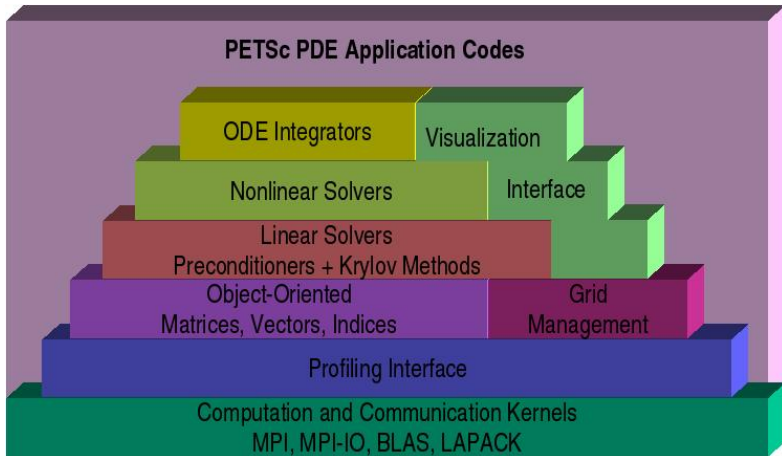 PETSc PDE Application Codes
ODE Integrators
Visualization
Nonlinear Solvers
Interface
Linear Solvers
Preconditioners + Krylov Methods
Object-Oriented
Matrices, Vectors, Indices
Grid
Management
Profiling Interface
Computation and Communication Kernels
MPI, MPI-IO, BLAS, LAPACK